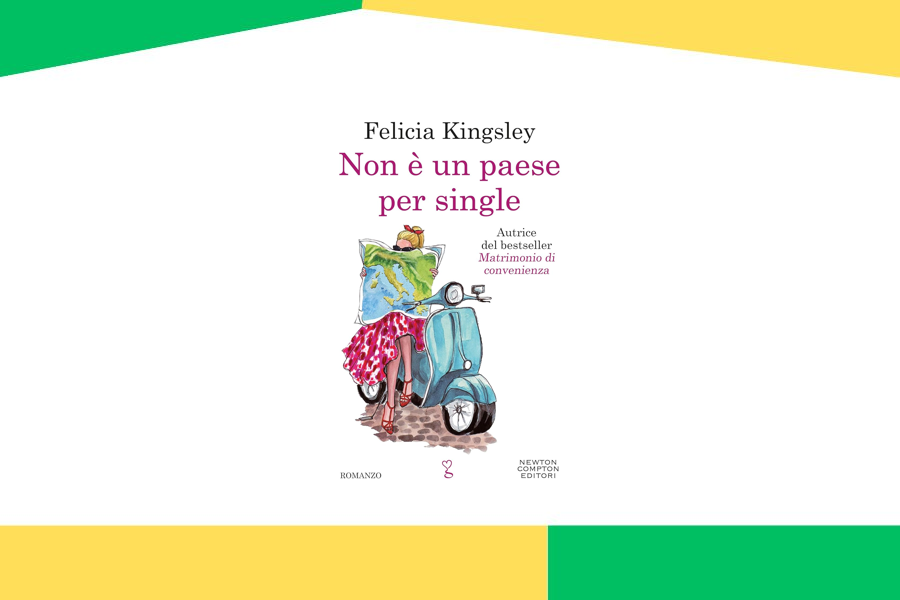 Felicia Kingsley
Non è un paese
per single
Autrice
del bestseller
Matrimonio di
convenienza
ROMANZO
g
NEWTON
COMPTON
EDITORI